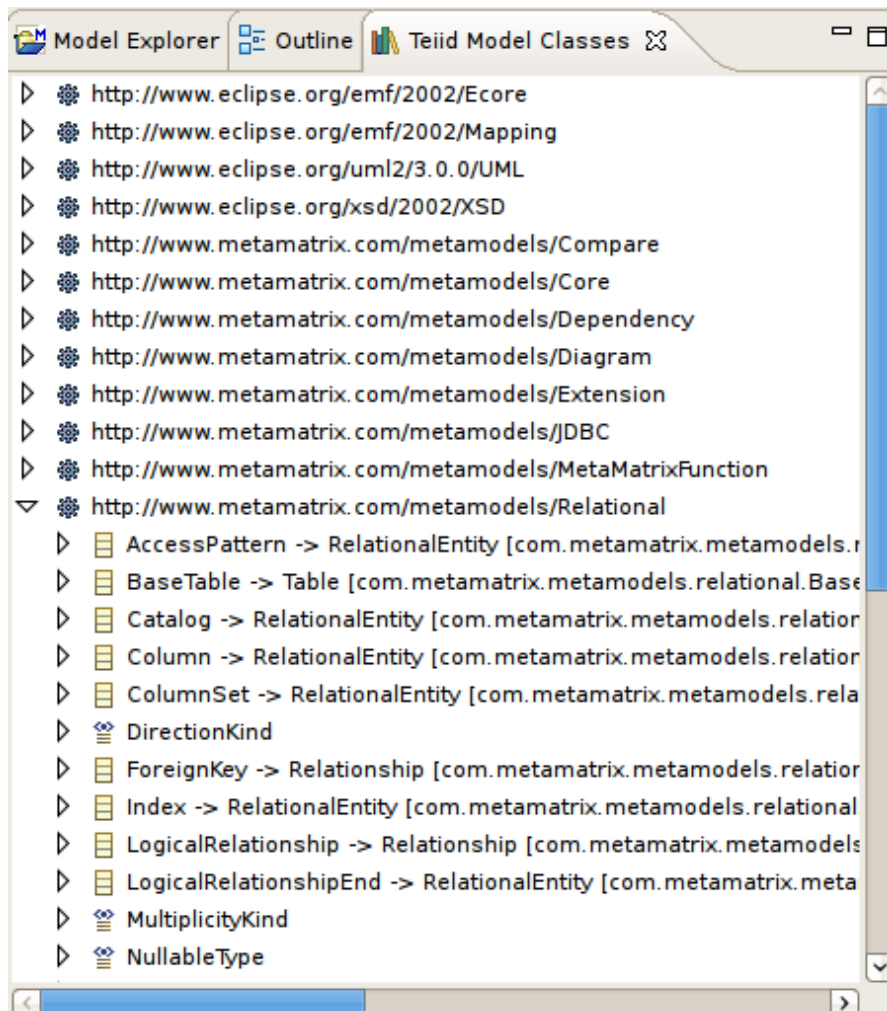 Model Explorer Outline Teiid Model Classes
http://www.eclipse.org/emf/2002/Ecore
http://www.eclipse.org/emf/2002/Mapping
http://www.eclipse.org/uml2/3.0.0/UML
http://www.eclipse.org/xsd/2002/XSD
http://www.metamatrix.com/metamodels/Compare
http://www.metamatrix.com/metamodels/Core
http://www.metamatrix.com/metamodels/Dependency
http://www.metamatrix.com/metamodels/Diagram
http://www.metamatrix.com/metamodels/Extension
http://www.metamatrix.com/metamodels/JDBC
http://www.metamatrix.com/metamodels/MetaMatrixFunction
http://www.metamatrix.com/metamodels/Relational
AccessPattern -> RelationalEntity [com.metamatrix.metamodels.r
BaseTable -> Table [com.metamatrix.metamodels.relational.Base
Catalog -> RelationalEntity [com.metamatrix.metamodels.relation
Column -> RelationalEntity [com.metamatrix.metamodels.relation
ColumnSet -> RelationalEntity [com.metamatrix.metamodels.rela
DirectionKind
ForeignKey -> Relationship [com.metamatrix.metamodels.relation
Index -> RelationalEntity [com.metamatrix.metamodels.relational
LogicalRelationship -> Relationship [com.metamatrix.metamodels
LogicalRelationshipEnd -> RelationalEntity [com.metamatrix.meta
MultiplicityKind
NullableType